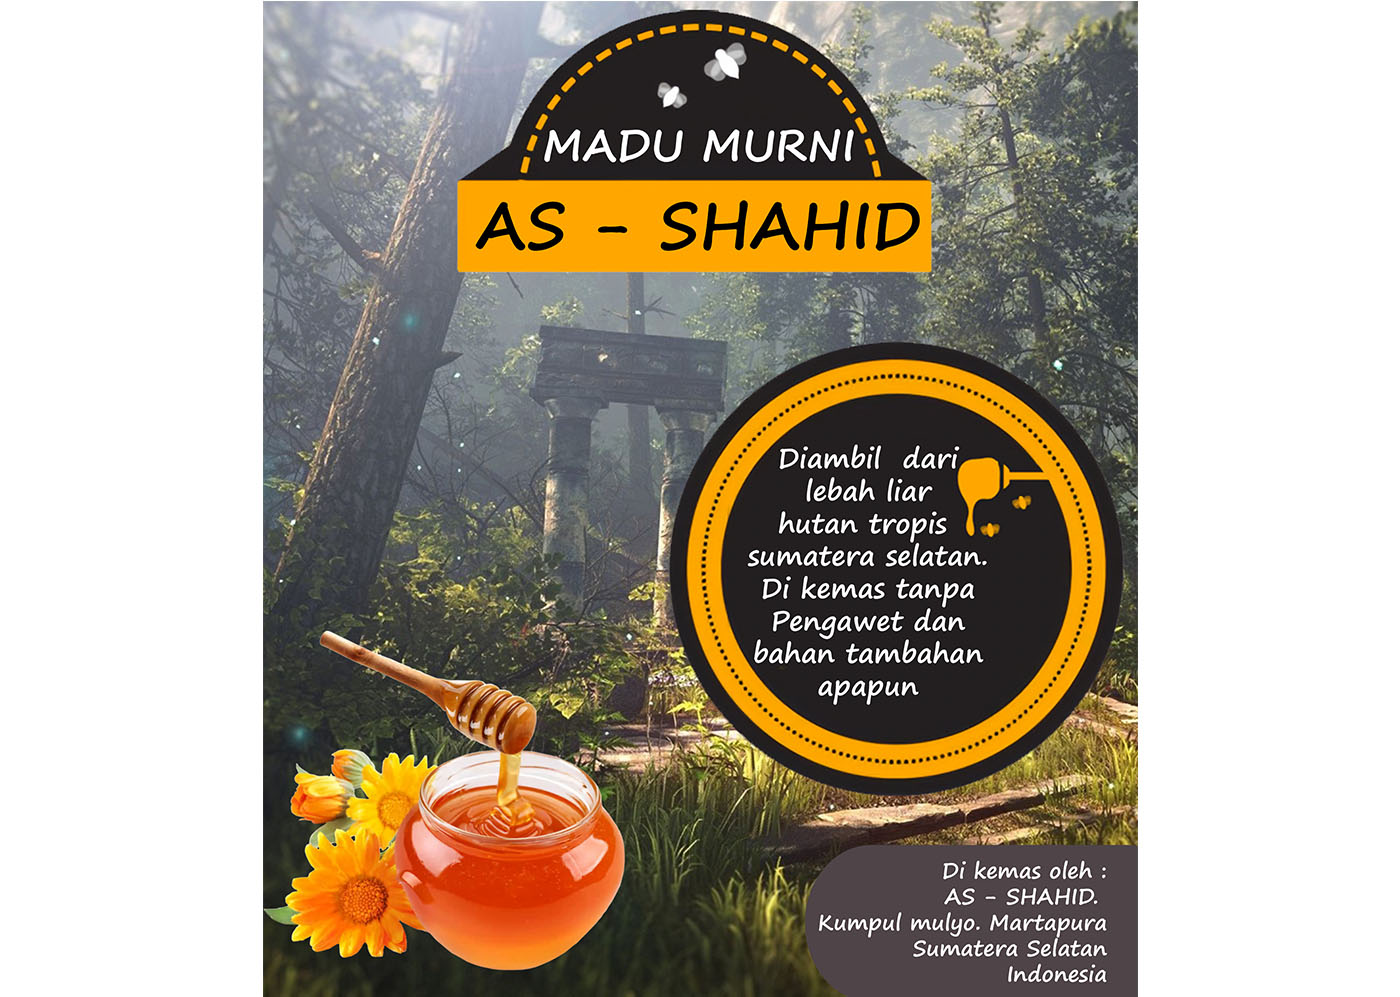 MADU MURNI
AS - SHAHID
Diambil dari
lebah liar
hutan tropis
sumatera selatan.
Di kemas tanpa
Pengawet dan
bahan tambahan
apapun
Di kemas oleh :
AS - SHAHID.
Kumpul mulyo. Martapura
Sumatera Selatan
Indonesia